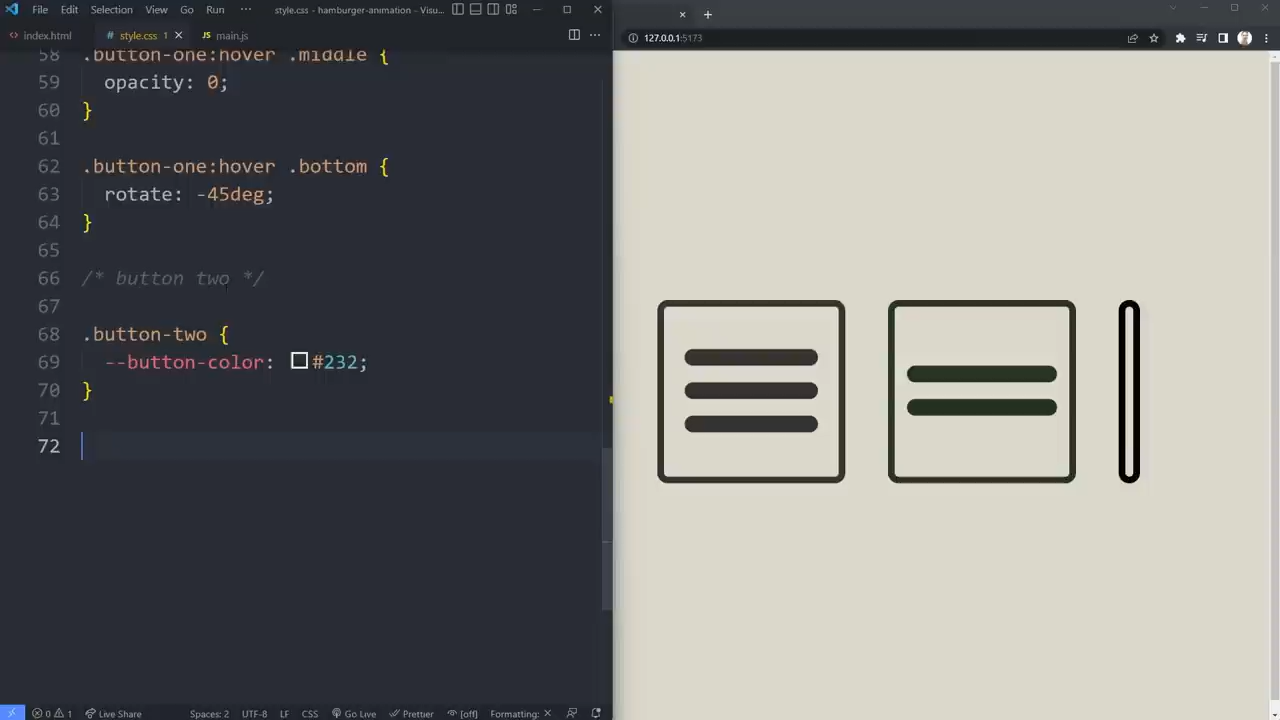 File Edit Selection View Go Run ··· style.css - hamburger-animation - Visu...
index.html style.css 1 main.js
127.0.0.1:5173
58 .button-one:hover .middle {
59 opacity: 0;
60 }
61
62 .button-one:hover .bottom {
63 rotate: -45deg;
64 }
65
66 /* button two */
67
68 .button-two {
69 --button-color: #232;
70 }
71
72
0 1 Live Share Spaces: 2 UTF-8 LF CSS Go Live Prettier [off] Formatting: ×